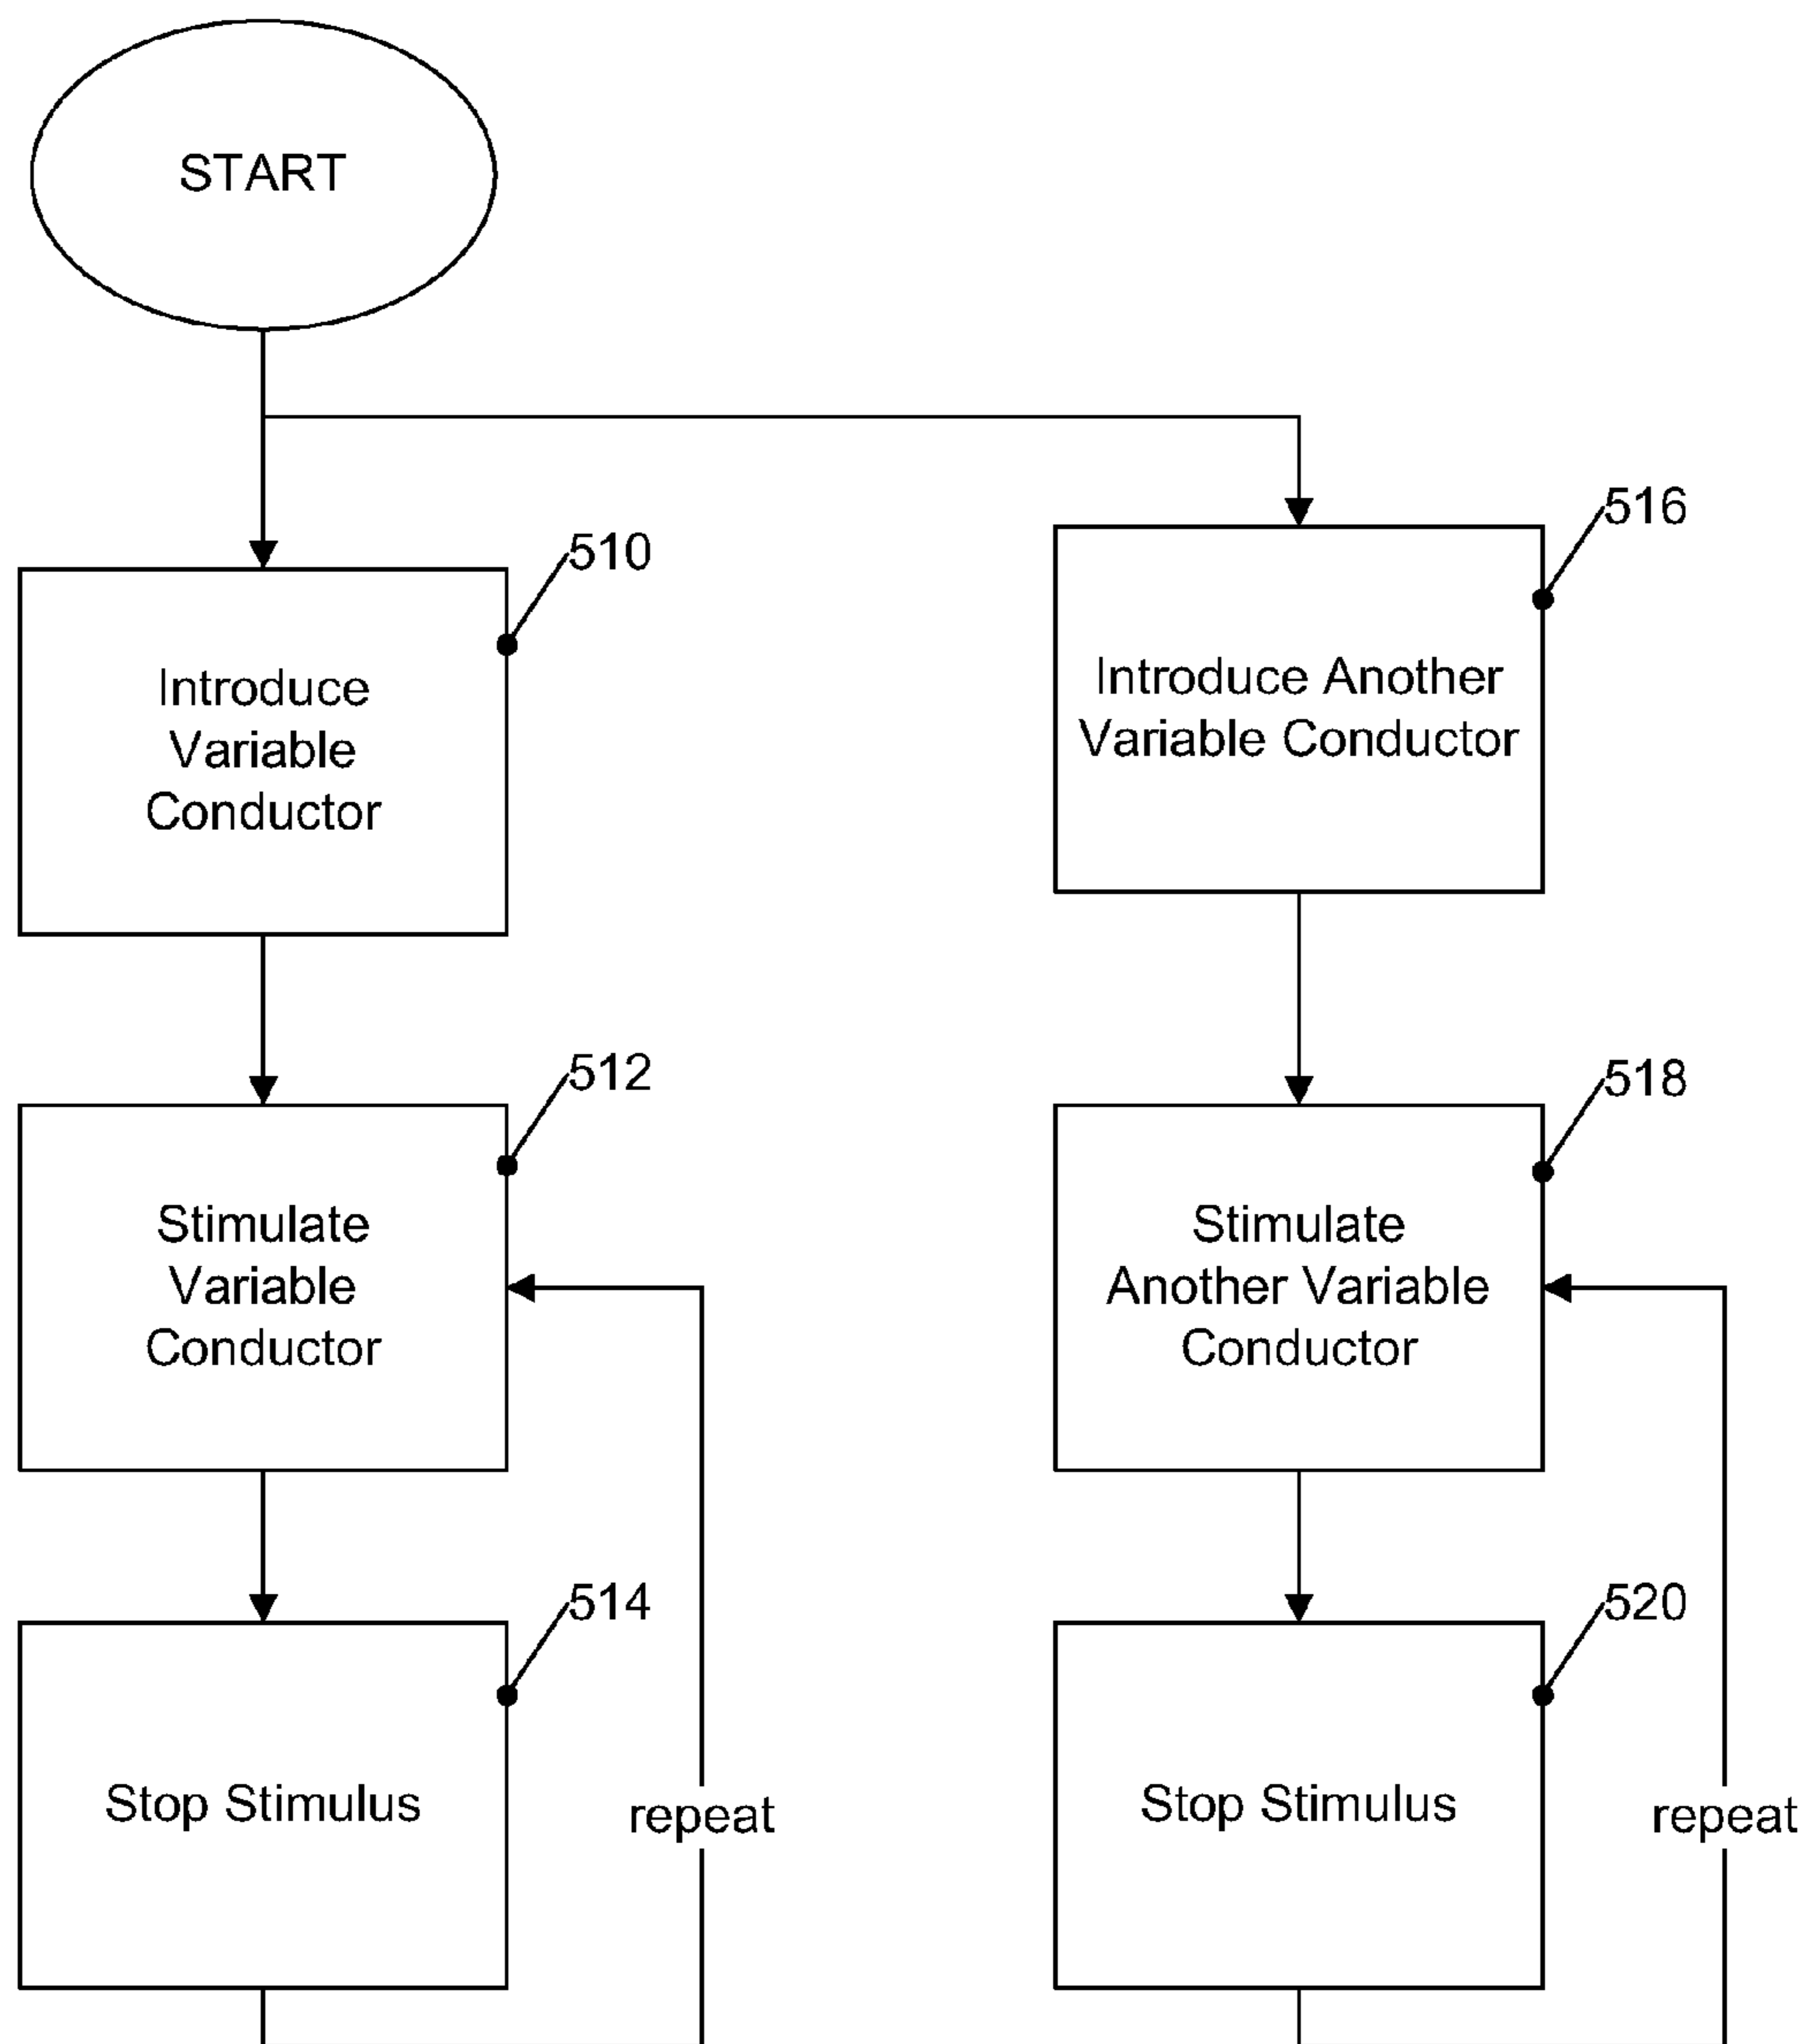 START
510
Introduce
Variable
Conductor
512
Stimulate
Variable
Conductor
514
Stop Stimulus
repeat
516
Introduce Another
Variable Conductor
518
Stimulate
Another Variable
Conductor
520
Stop Stimulus
repeat